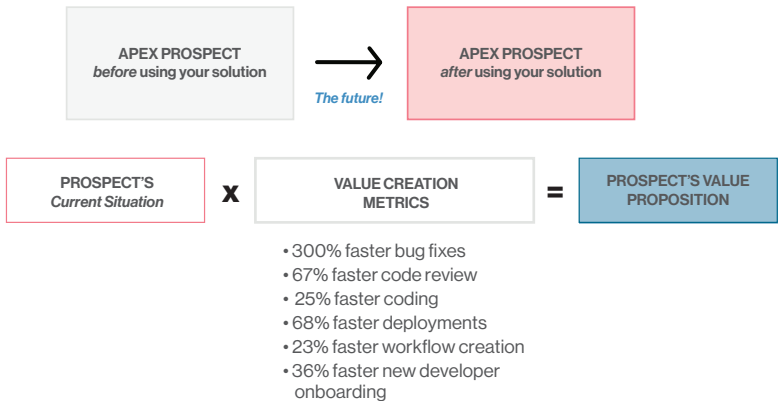 APEX PROSPECT
before using your solution
The future!
APEX PROSPECT
after using your solution
PROSPECT'S
Current Situation
x
VALUE CREATION
METRICS
=
PROSPECT'S VALUE
PROPOSITION
• 300% faster bug fixes
• 67% faster code review
• 25% faster coding
• 68% faster deployments
• 23% faster workflow creation
• 36% faster new developer
onboarding